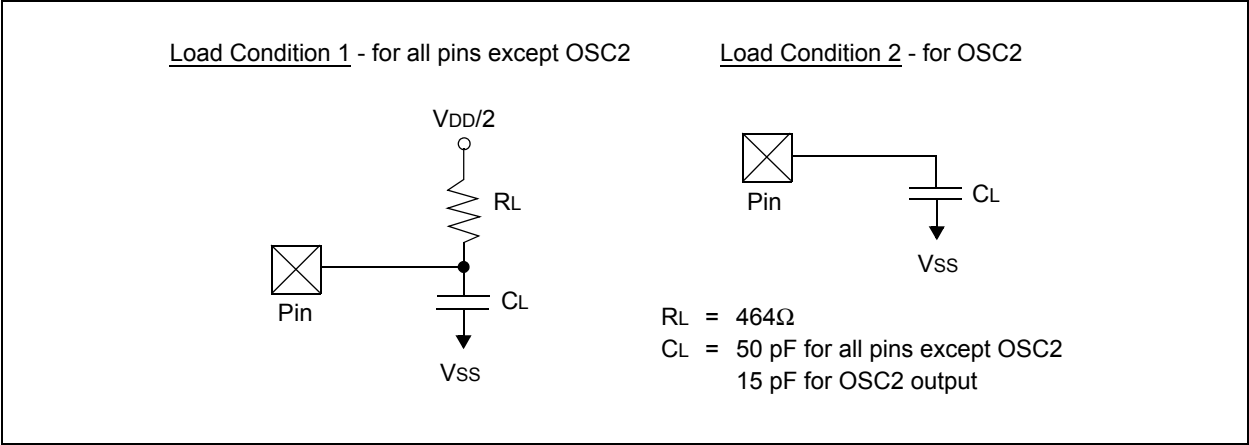 Load Condition 1 - for all pins except OSC2
Load Condition 2 - for OSC2
VDD/2
RL
Pin
CL
VSS
Pin
CL
VSS
RL = 464Ω
CL = 50 pF for all pins except OSC2
15 pF for OSC2 output